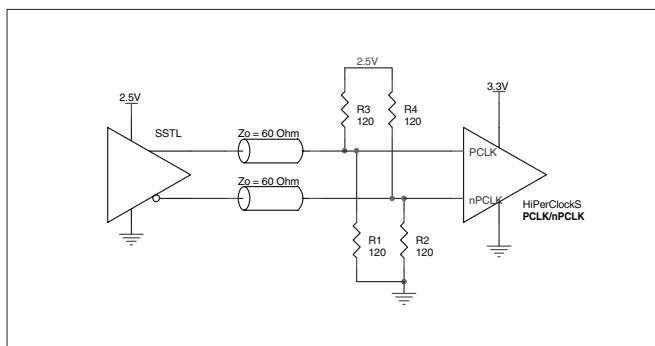 2.5V
3.3V
2.5V
R3
120
R4
120
SSTL
Zo = 60 Ohm
PCLK
Zo = 60 Ohm
nPCLK
HiPerClockS
PCLK/nPCLK
R1
120
R2
120